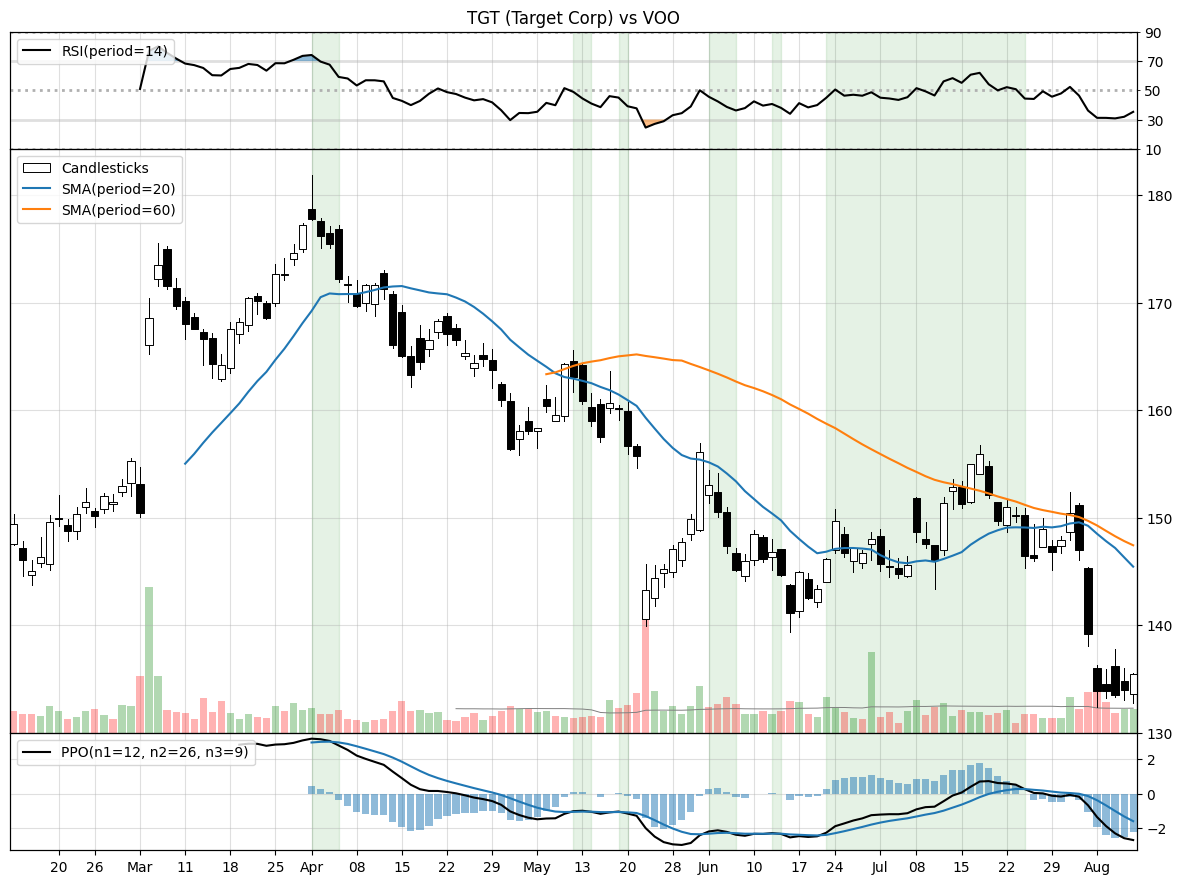 TGT (Target Corp) vs VOO
RSI(period=14)
90
70
50
30
10
Candlesticks
SMA(period=20)
SMA(period=60)
180
170
160
150
140
130
PPO(n1=12, n2=26, n3=9)
2
0
−2
20 26 Mar 11 18 25 Apr 08 15 22 29 May 13 20 28 Jun 10 17 24 Jul 08 15 22 29 Aug